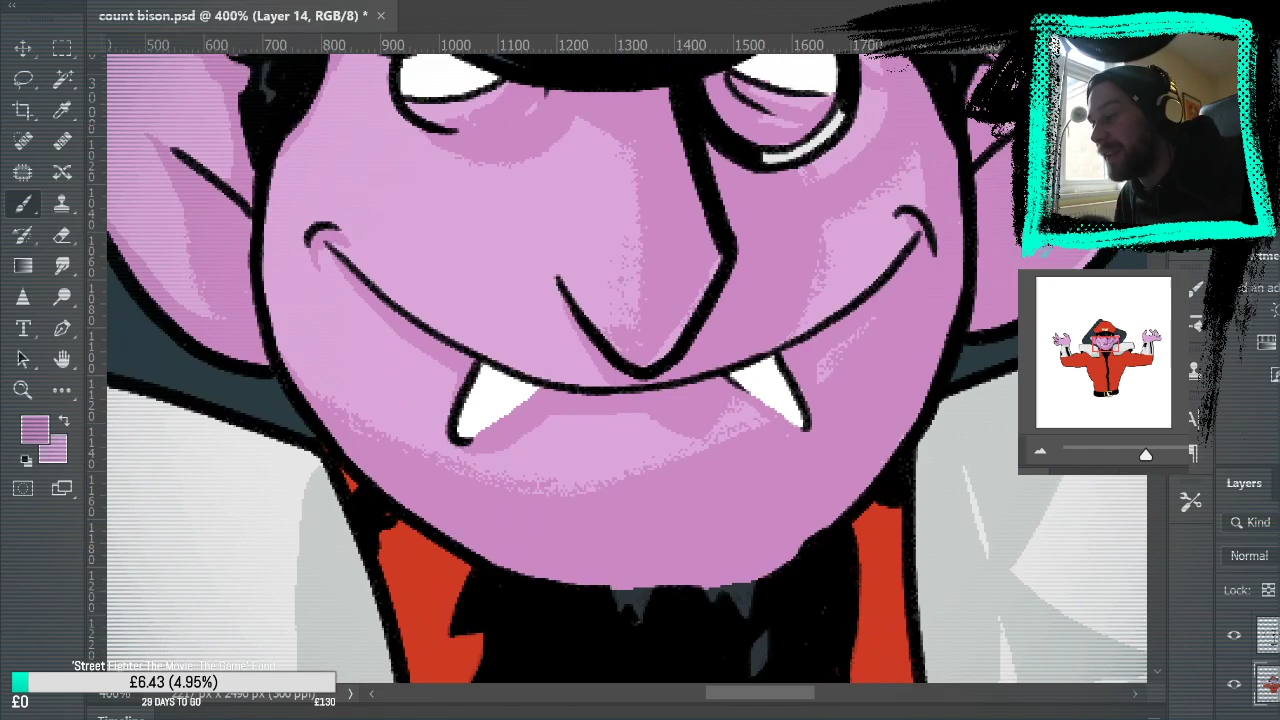 count bison.psd @ 400% (Layer 14, RGB/8) *
500 600 700 800 900 1000 1100 1200 1300 1400 1500 1600 1700
Layers
Kind
Normal
Lock:
'Street Fighter The Movie: The Game' Fund
£6.43 (4.95%)
£0
29 DAYS TO GO
£130